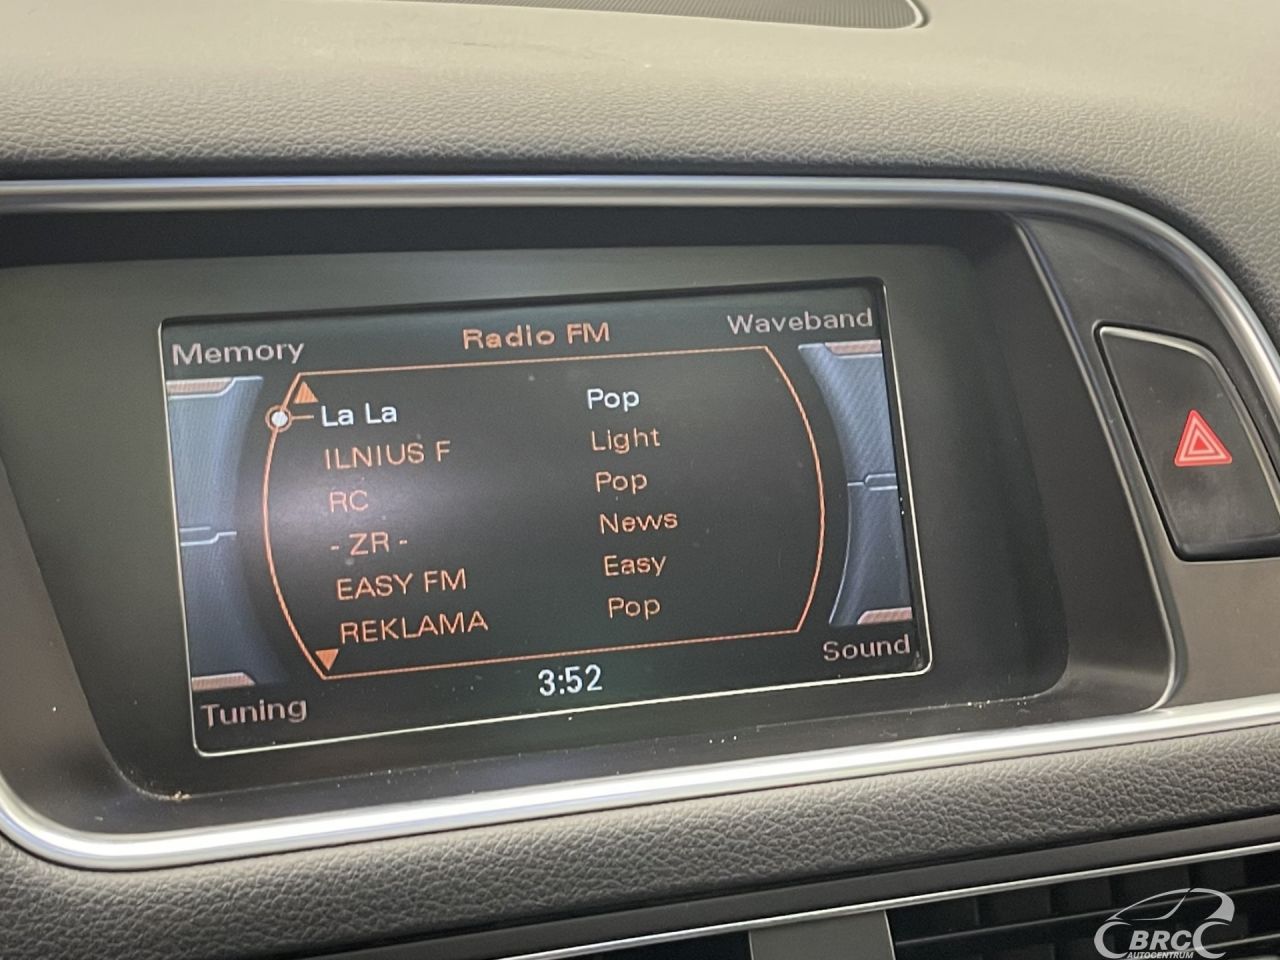 Memory
Radio FM
Waveband
La La Pop
ILNIUS F Light
RC Pop
- ZR - News
EASY FM Easy
REKLAMA Pop
3:52
Tuning
Sound
BRC
AUTOCENTRUM